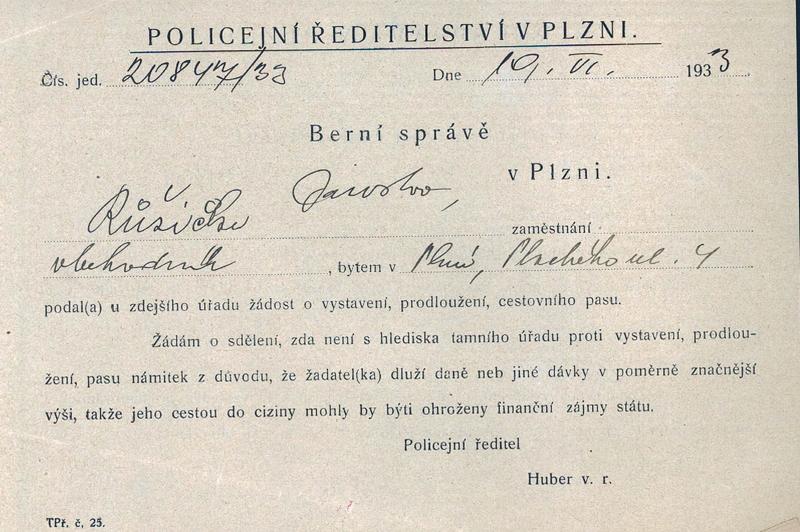 POLICEJNÍ ŘEDITELSTVÍ V PLZNI.
Čís. jed. 20847/33 Dne 19. VI. 1933
Berní správě
v Plzni.
Růžička Jaroslav,
zaměstnání
obchodník, bytem v Plzni, Plachého ul. 4
podal(a) u zdejšího úřadu žádost o vystavení, prodloužení, cestovního pasu.
Žádám o sdělení, zda není s hlediska tamního úřadu proti vystavení, prodlou-
žení, pasu námitek z důvodu, že žadatel(ka) dluží daně neb jiné dávky v poměrně značnější
výši, takže jeho cestou do ciziny mohly by býti ohroženy finanční zájmy státu.
Policejní ředitel
Huber v. r.
TPř. č, 25.